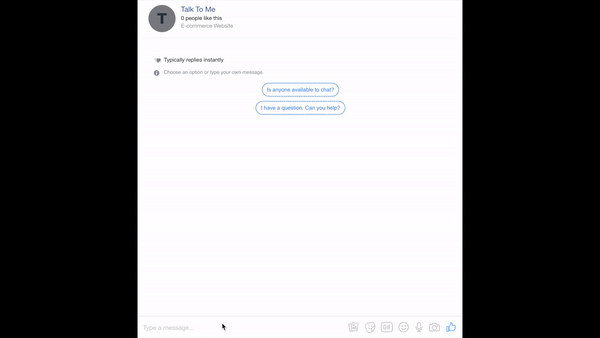 T
Talk To Me
0 people like this
E-commerce Website
Typically replies instantly
Choose an option or type your own message.
Is anyone available to chat?
I have a question. Can you help?
Type a message...
GIF